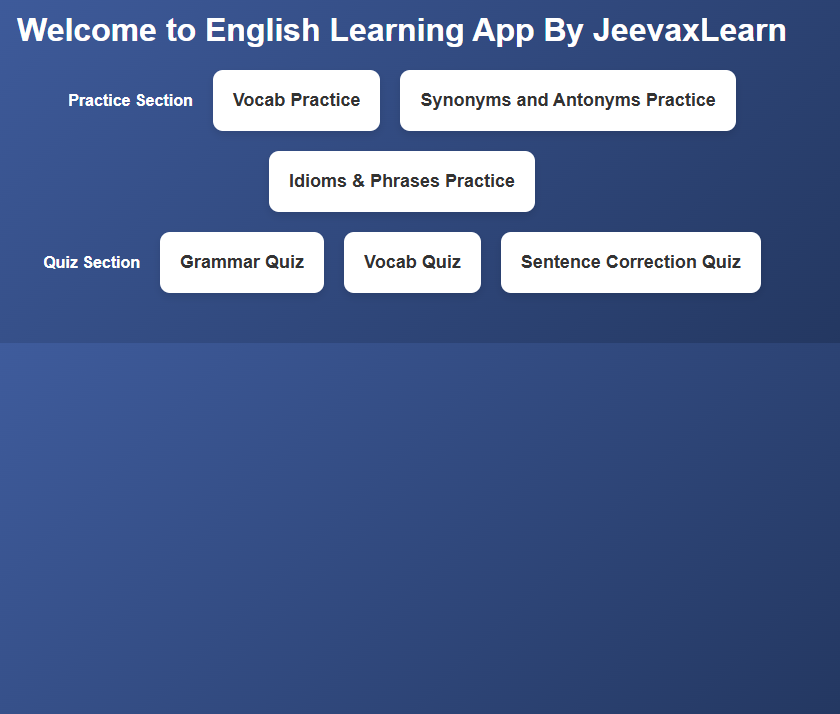 Welcome to English Learning App By JeevaxLearn
Practice Section
Vocab Practice
Synonyms and Antonyms Practice
Idioms & Phrases Practice
Quiz Section
Grammar Quiz
Vocab Quiz
Sentence Correction Quiz